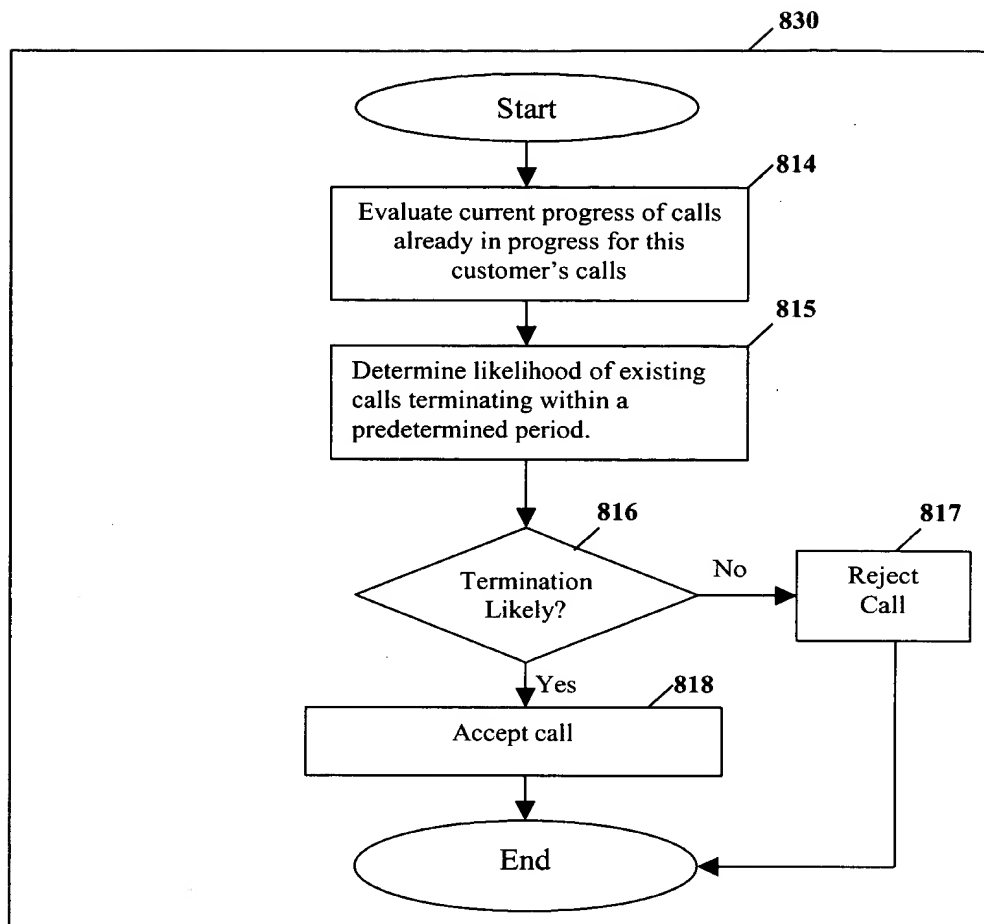 830
Start
814
Evaluate current progress of calls
already in progress for this
customer's calls
815
Determine likelihood of existing
calls terminating within a
predetermined period.
816
Termination
Likely?
No
817
Reject
Call
Yes
818
Accept call
End